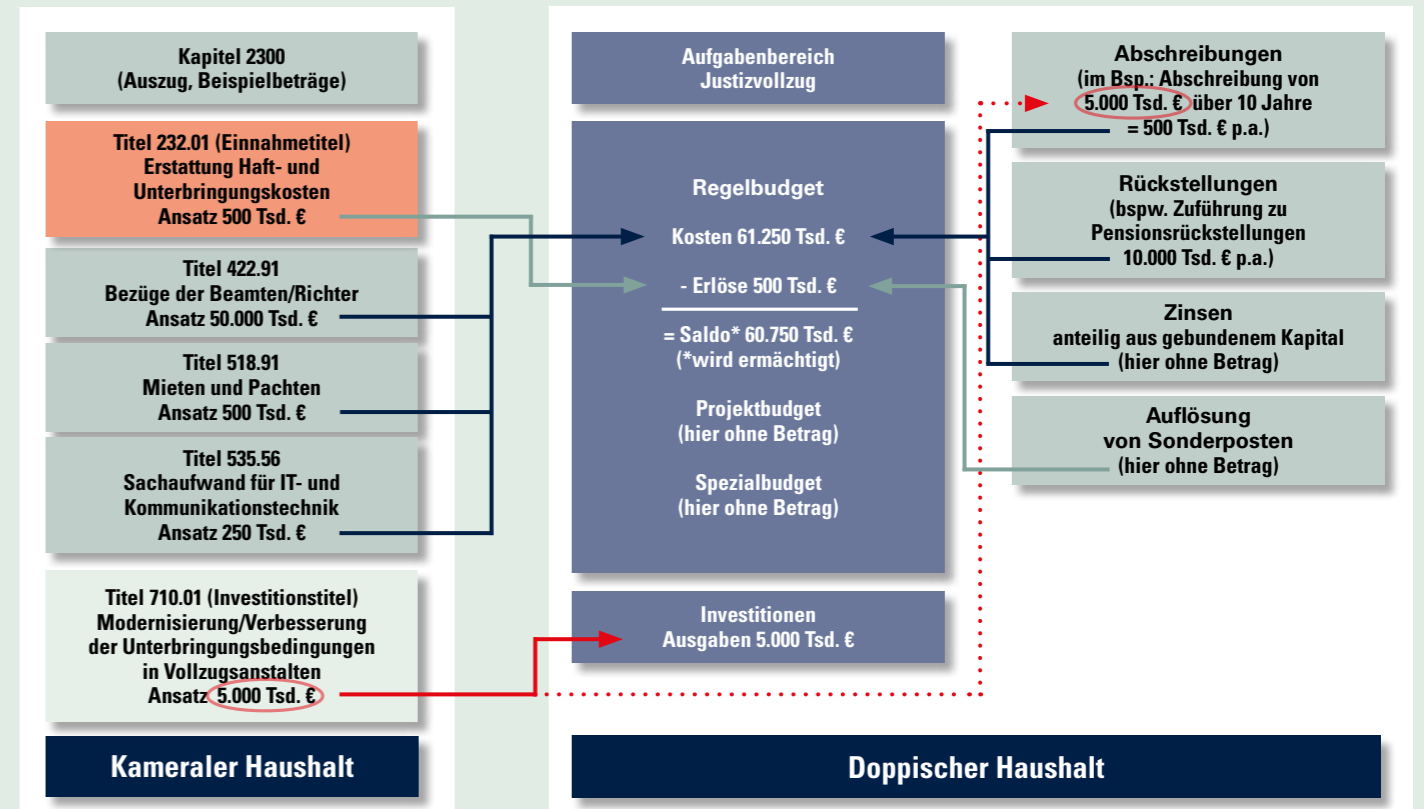 Kapitel 2300
(Auszug, Beispielbeträge)
Titel 232.01 (Einnahmetitel)
Erstattung Haft- und
Unterbringungskosten
Ansatz 500 Tsd. €
Titel 422.91
Bezüge der Beamten/Richter
Ansatz 50.000 Tsd. €
Titel 518.91
Mieten und Pachten
Ansatz 500 Tsd. €
Titel 535.56
Sachaufwand für IT- und
Kommunikationstechnik
Ansatz 250 Tsd. €
Titel 710.01 (Investitionstitel)
Modernisierung/Verbesserung
der Unterbringungsbedingungen
in Vollzugsanstalten
Ansatz 5.000 Tsd. €
Kameraler Haushalt
Aufgabenbereich
Justizvollzug
Regelbudget
Kosten 61.250 Tsd. €
- Erlöse 500 Tsd. €
= Saldo* 60.750 Tsd. €
(*wird ermächtigt)
Projektbudget
(hier ohne Betrag)
Spezialbudget
(hier ohne Betrag)
Investitionen
Ausgaben 5.000 Tsd. €
Abschreibungen
(im Bsp.: Abschreibung von
5.000 Tsd. € über 10 Jahre
= 500 Tsd. € p.a.)
Rückstellungen
(bspw. Zuführung zu
Pensionsrückstellungen
10.000 Tsd. € p.a.)
Zinsen
anteilig aus gebundenem Kapital
(hier ohne Betrag)
Auflösung
von Sonderposten
(hier ohne Betrag)
Doppischer Haushalt